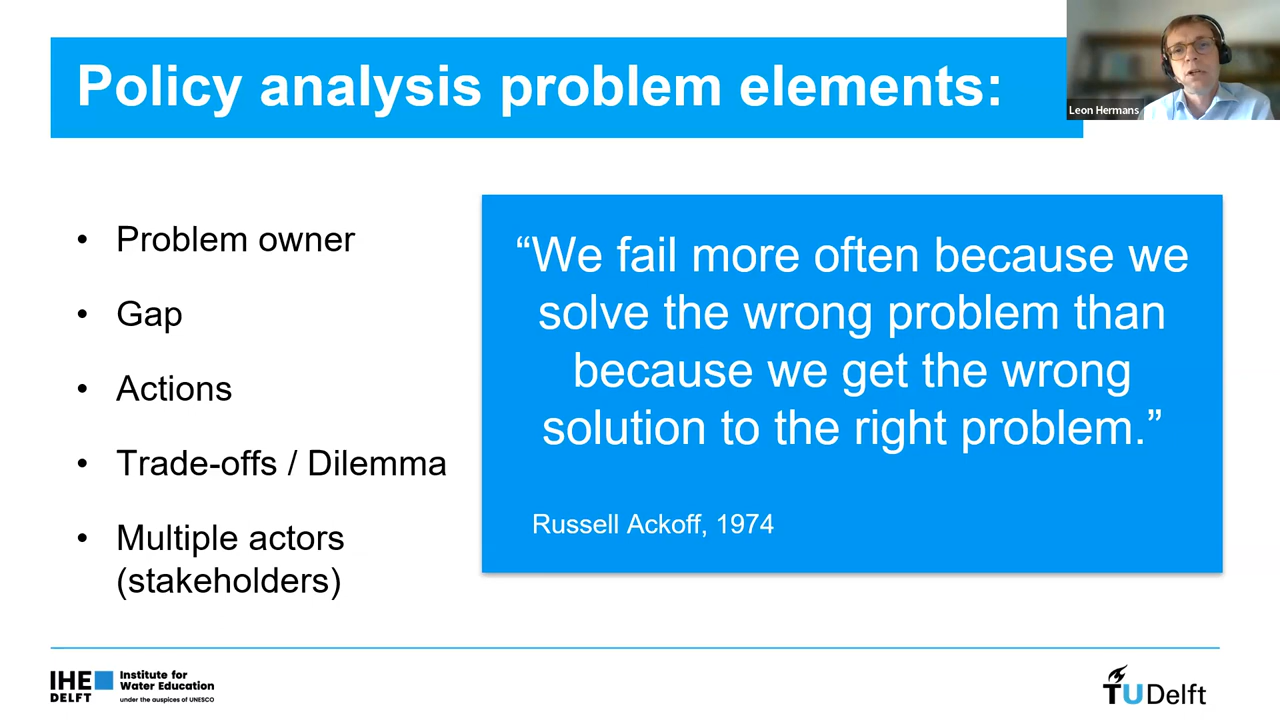 Policy analysis problem elements:
Leon Hermans
• Problem owner
• Gap
• Actions
• Trade-offs / Dilemma
• Multiple actors
(stakeholders)
“We fail more often because we
solve the wrong problem than
because we get the wrong
solution to the right problem.”
Russell Ackoff, 1974
IHE
DELFT
Institute for
Water Education
under the auspices of UNESCO
TUDelft